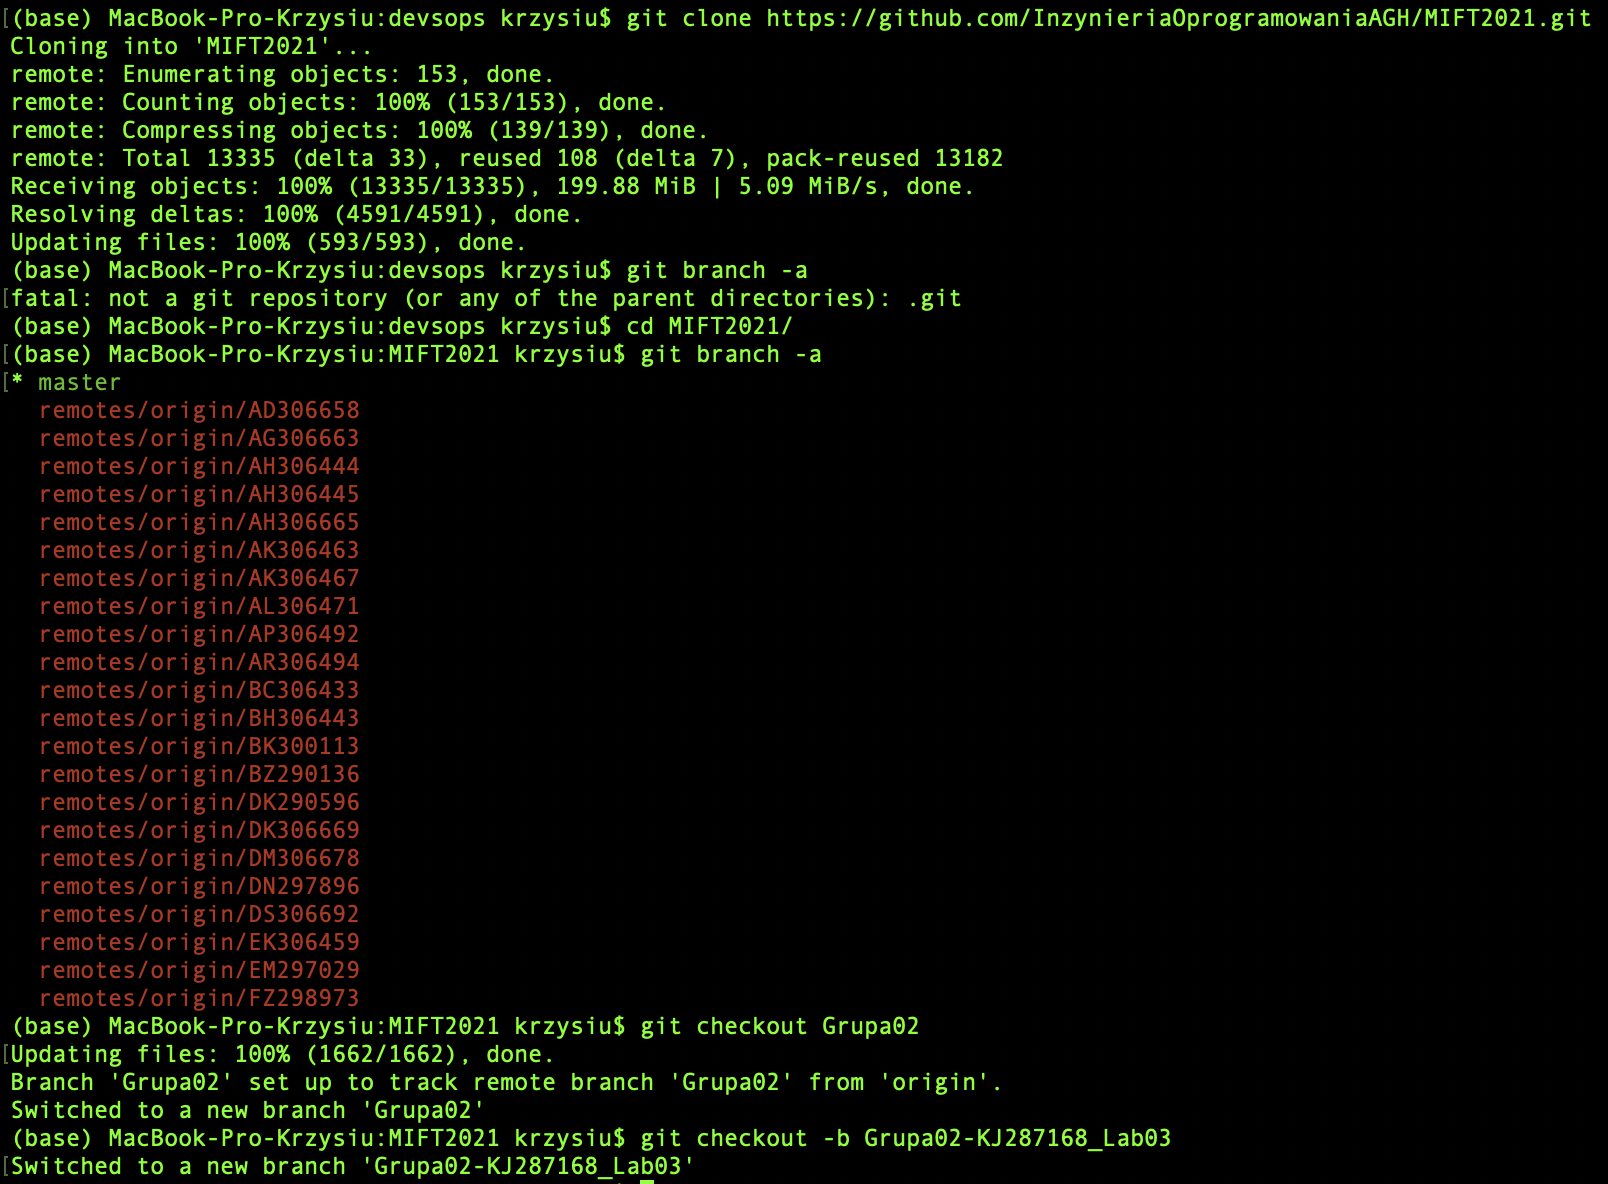 (base) MacBook-Pro-Krzysiu:devsops krzysiu$ git clone https://github.com/InzynieriaOprogramowaniaAGH/MIFT2021.git
Cloning into 'MIFT2021'...
remote: Enumerating objects: 153, done.
remote: Counting objects: 100% (153/153), done.
remote: Compressing objects: 100% (139/139), done.
remote: Total 13335 (delta 33), reused 108 (delta 7), pack-reused 13182
Receiving objects: 100% (13335/13335), 199.88 MiB | 5.09 MiB/s, done.
Resolving deltas: 100% (4591/4591), done.
Updating files: 100% (593/593), done.
(base) MacBook-Pro-Krzysiu:devsops krzysiu$ git branch -a
fatal: not a git repository (or any of the parent directories): .git
(base) MacBook-Pro-Krzysiu:devsops krzysiu$ cd MIFT2021/
(base) MacBook-Pro-Krzysiu:MIFT2021 krzysiu$ git branch -a
* master
remotes/origin/AD306658
remotes/origin/AG306663
remotes/origin/AH306444
remotes/origin/AH306445
remotes/origin/AH306665
remotes/origin/AK306463
remotes/origin/AK306467
remotes/origin/AL306471
remotes/origin/AP306492
remotes/origin/AR306494
remotes/origin/BC306433
remotes/origin/BH306443
remotes/origin/BK300113
remotes/origin/BZ290136
remotes/origin/DK290596
remotes/origin/DK306669
remotes/origin/DM306678
remotes/origin/DN297896
remotes/origin/DS306692
remotes/origin/EK306459
remotes/origin/EM297029
remotes/origin/FZ298973
(base) MacBook-Pro-Krzysiu:MIFT2021 krzysiu$ git checkout Grupa02
Updating files: 100% (1662/1662), done.
Branch 'Grupa02' set up to track remote branch 'Grupa02' from 'origin'.
Switched to a new branch 'Grupa02'
(base) MacBook-Pro-Krzysiu:MIFT2021 krzysiu$ git checkout -b Grupa02-KJ287168_Lab03
Switched to a new branch 'Grupa02-KJ287168_Lab03'